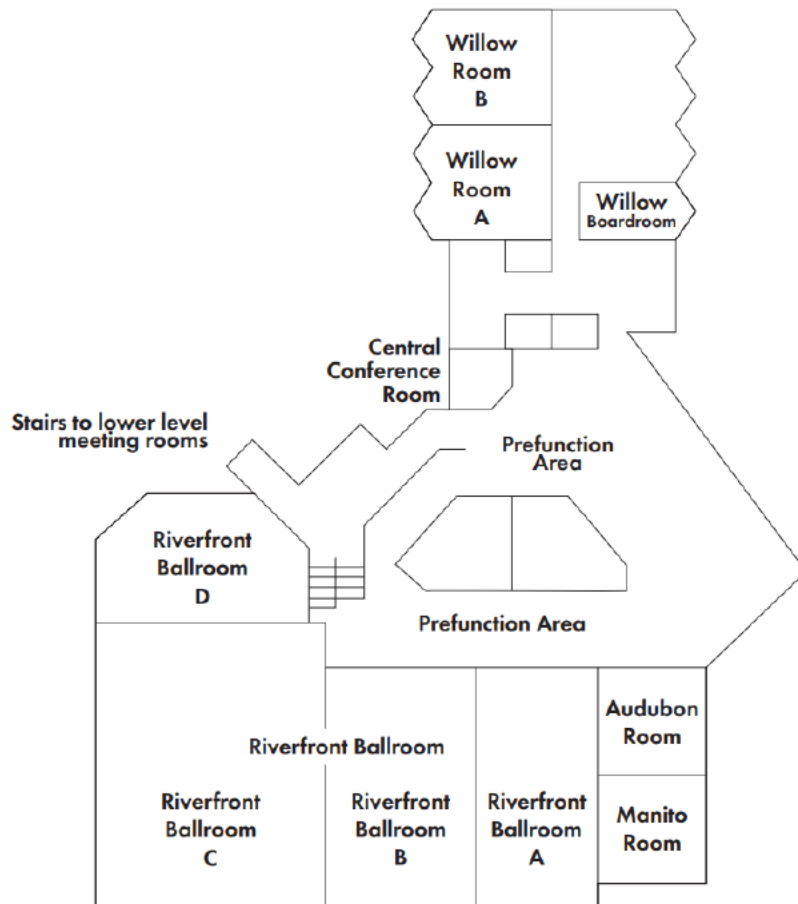 Willow
Room
B
Willow
Room
A
Willow
Boardroom
Central
Conference
Room
Stairs to lower level
meeting rooms
Prefunction
Area
Riverfront
Ballroom
D
Prefunction Area
Riverfront Ballroom
Audubon
Room
Riverfront
Ballroom
C
Riverfront
Ballroom
B
Riverfront
Ballroom
A
Manito
Room